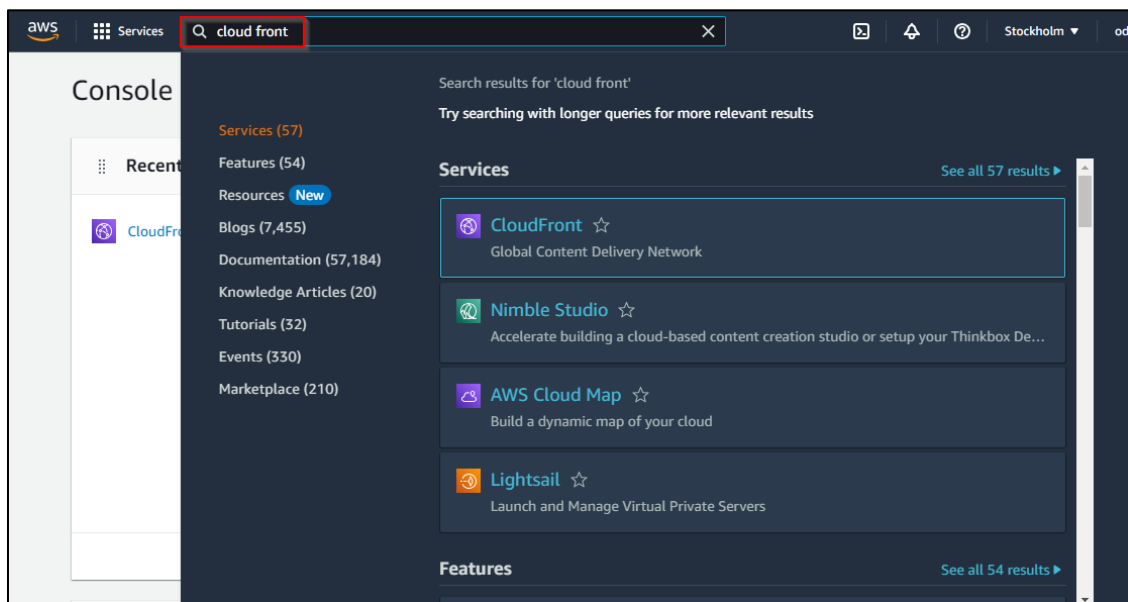 aws
Services
cloud front
Stockholm
Console
Search results for 'cloud front'
Try searching with longer queries for more relevant results
Services (57)
Features (54)
Resources New
Blogs (7,455)
Documentation (57,184)
Knowledge Articles (20)
Tutorials (32)
Events (330)
Marketplace (210)
Recent
CloudFro
Services
See all 57 results
CloudFront
Global Content Delivery Network
Nimble Studio
Accelerate building a cloud-based content creation studio or setup your Thinkbox De...
AWS Cloud Map
Build a dynamic map of your cloud
Lightsail
Launch and Manage Virtual Private Servers
Features
See all 54 results